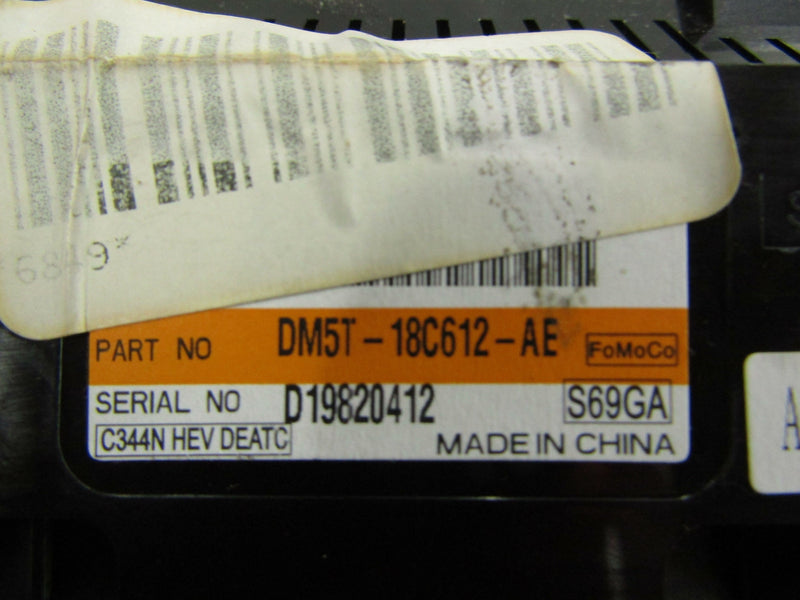 6849*
PART NO DM5T-18C612-AE FoMoCo
SERIAL NO D19820412 S69GA
C344N HEV DEATC MADE IN CHINA
A